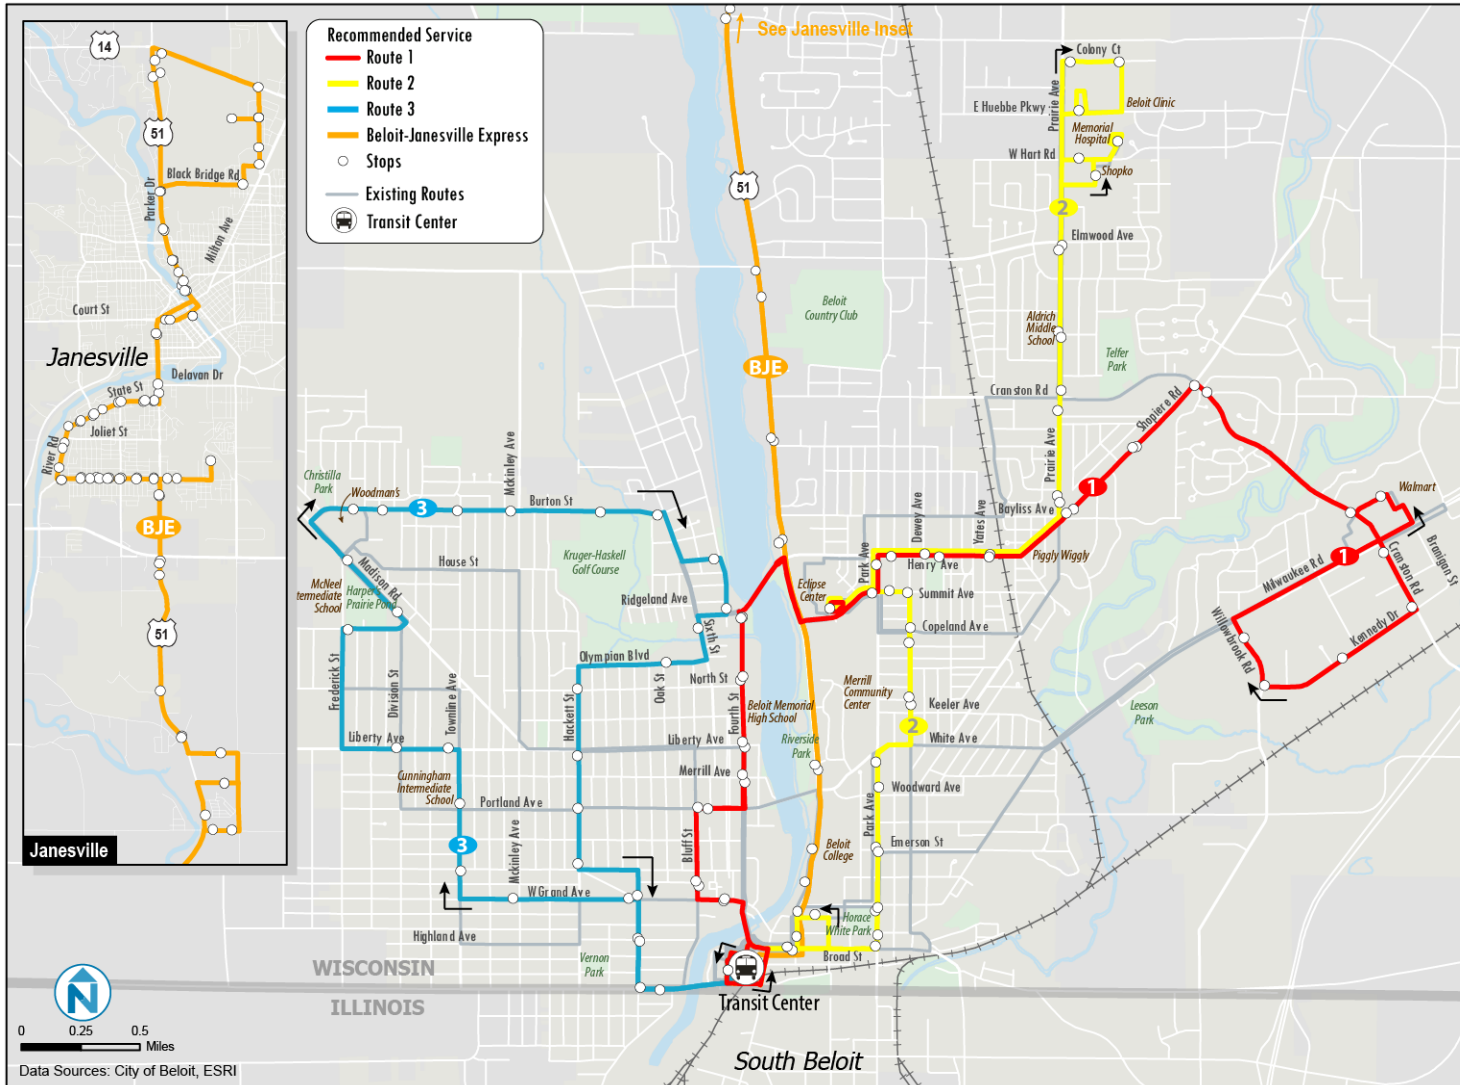 14
51
Black Bridge Rd
Parker Dr
Milton Ave
Court St
Janesville
Delavan Dr
State St
Joliet St
River Rd
BJE
51
Janesville
Recommended Service
Route 1
Route 2
Route 3
Beloit-Janesville Express
Stops
Existing Routes
Transit Center
See Janesville Inset
51
Colony Ct
Prairie Ave
E Huebbe Pkwy
Beloit Clinic
Memorial
Hospital
W Hart Rd
Shopko
2
Elmwood Ave
Beloit
Country Club
Aldrich
Middle
School
Telfer
Park
BJE
Cranston Rd
Shopiere Rd
Prairie Ave
Mckinley Ave
Christilla
Park
Woodman's
3
Burton St
1
Walmart
Bayliss Ave
Dewey Ave
Yates Ave
Piggly Wiggly
Kruger-Haskell
Golf Course
House St
Madison Rd
McNeel
ntermediate
School
Harper's
Prairie Pond
Ridgeland Ave
Park Ave
Henry Ave
Eclipse
Center
Summit Ave
Copeland Ave
1
Milwaukee Rd
Cranston Rd
Branigan St
Kennedy Dr
Willowbrook Rd
Sixth St
Olympian Blvd
Oak St
North St
Fourth St
Frederick St
Division St
Townline Ave
Hackett St
Beloit Memorial
High School
Merrill
Community
Center
Keeler Ave
2
White Ave
Leeson
Park
Liberty Ave
Liberty Ave
Riverside
Park
Merrill Ave
Cunningham
Intermediate
School
Woodward Ave
Portland Ave
Park Ave
Bluff St
3
Mckinley Ave
Beloit
College
Emerson St
W Grand Ave
Highland Ave
Horace
White Park
Vernon
Park
Broad St
WISCONSIN
ILLINOIS
Transit Center
South Beloit
N
0 0.25 0.5
Miles
Data Sources: City of Beloit, ESRI